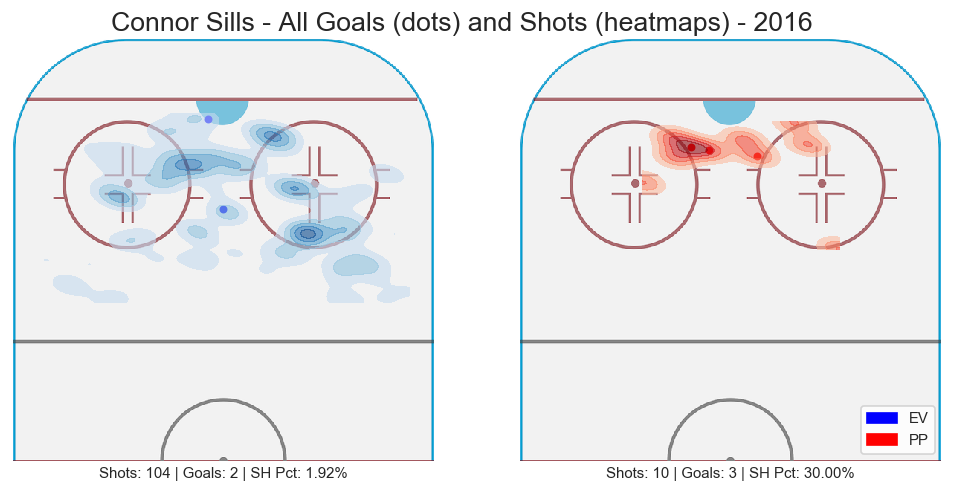 Connor Sills - All Goals (dots) and Shots (heatmaps) - 2016
EV
PP
Shots: 104 | Goals: 2 | SH Pct: 1.92%
Shots: 10 | Goals: 3 | SH Pct: 30.00%